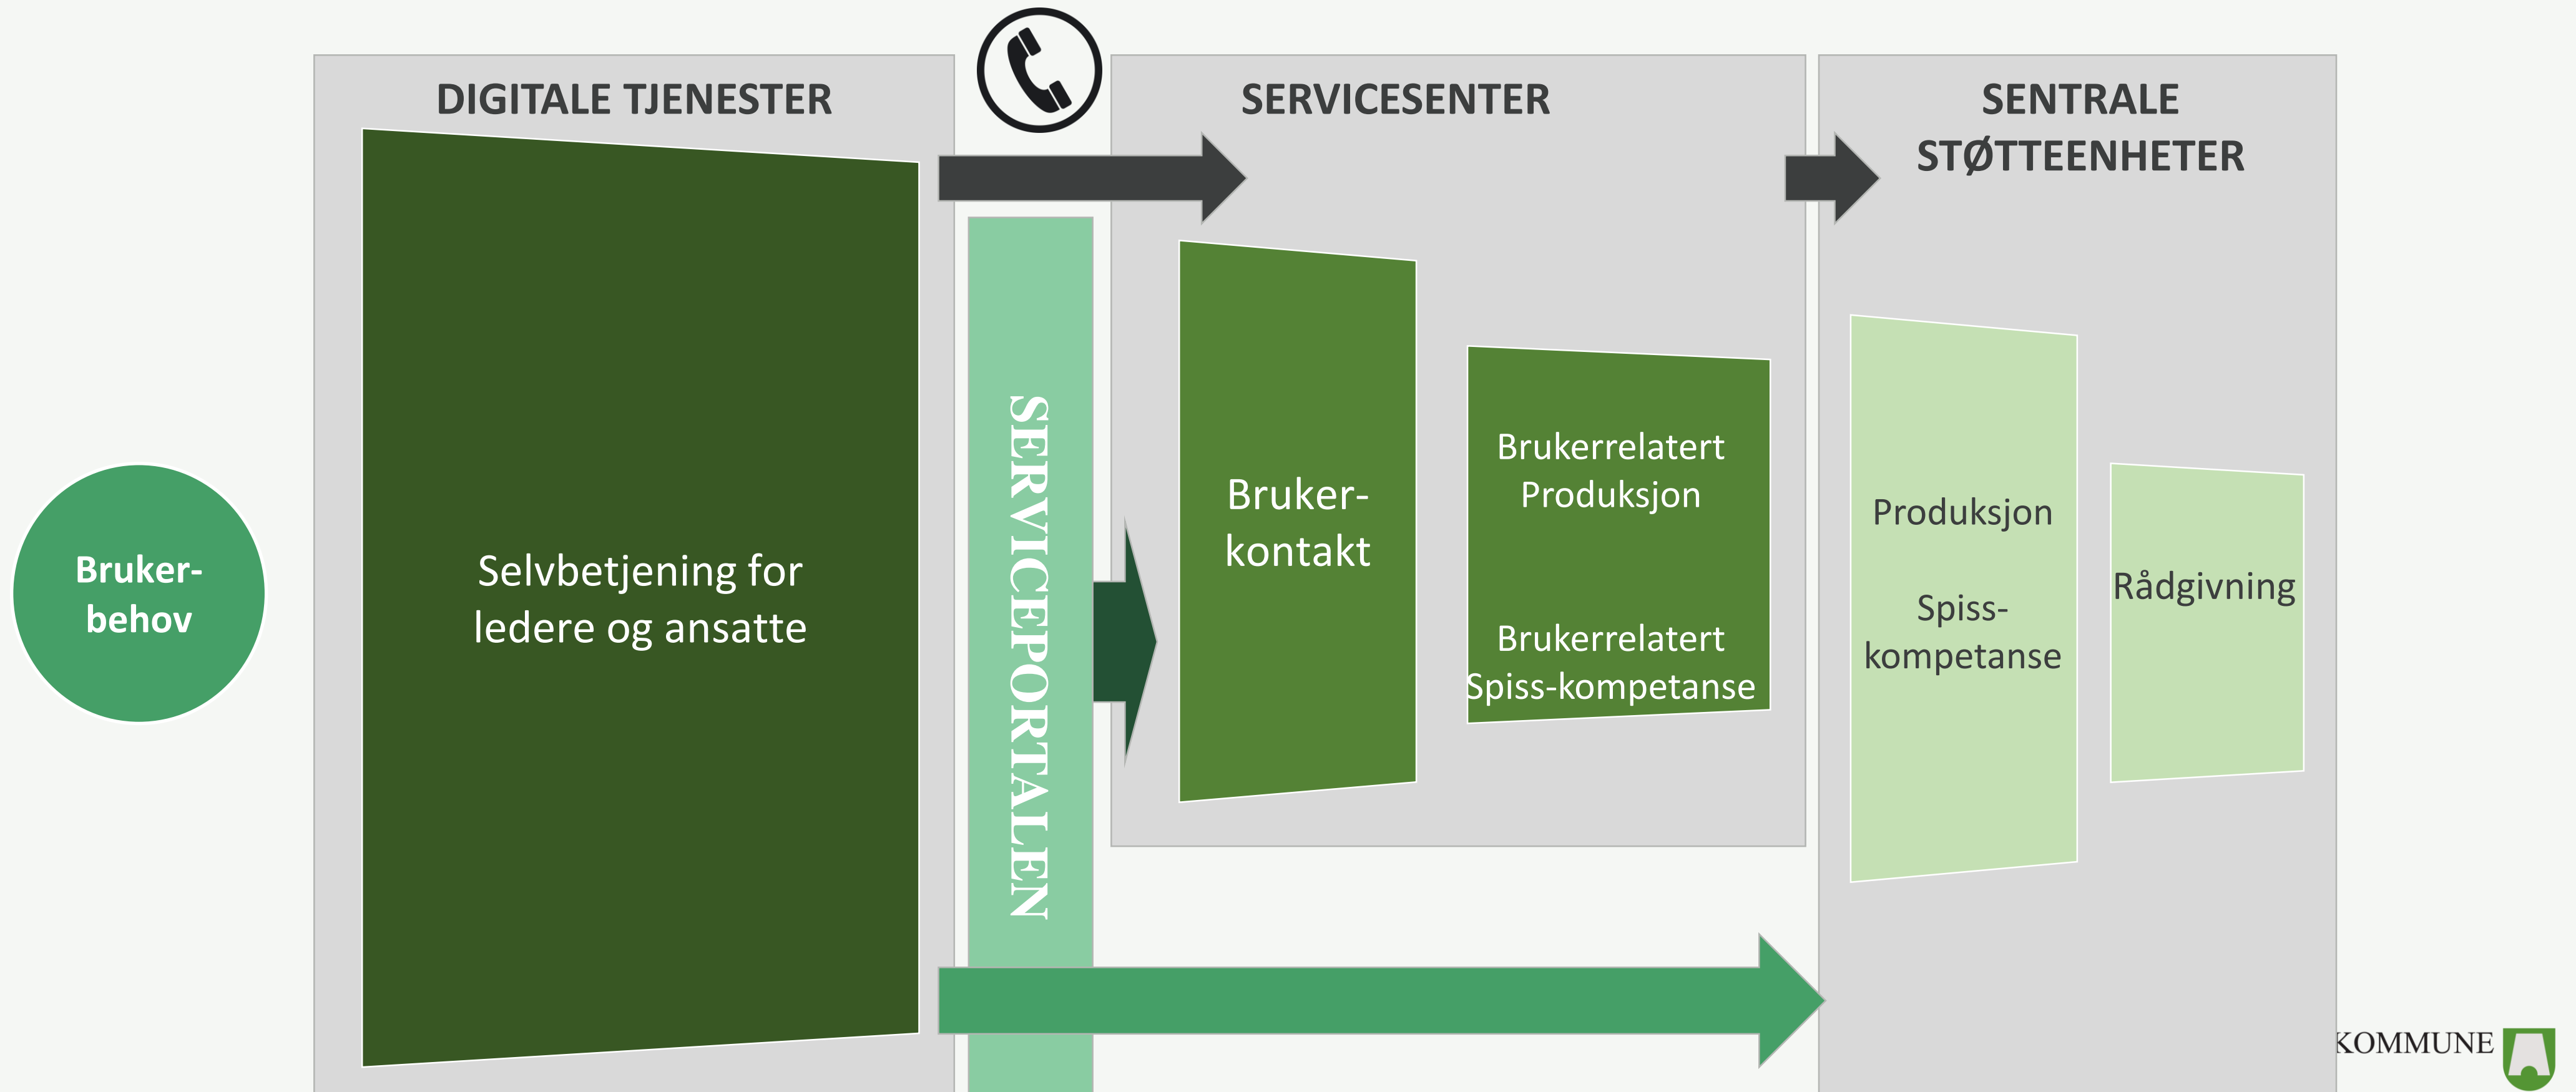 DIGITALE TJENESTER
SERVICESENTER
SENTRALE
STØTTEENHETER
Bruker-
behov
Selvbetjening for
ledere og ansatte
SERVICEPORTALEN
Bruker-
kontakt
Brukerrelatert
Produksjon
Brukerrelatert
Spiss-kompetanse
Produksjon
Spiss-
kompetanse
Rådgivning
KOMMUNE